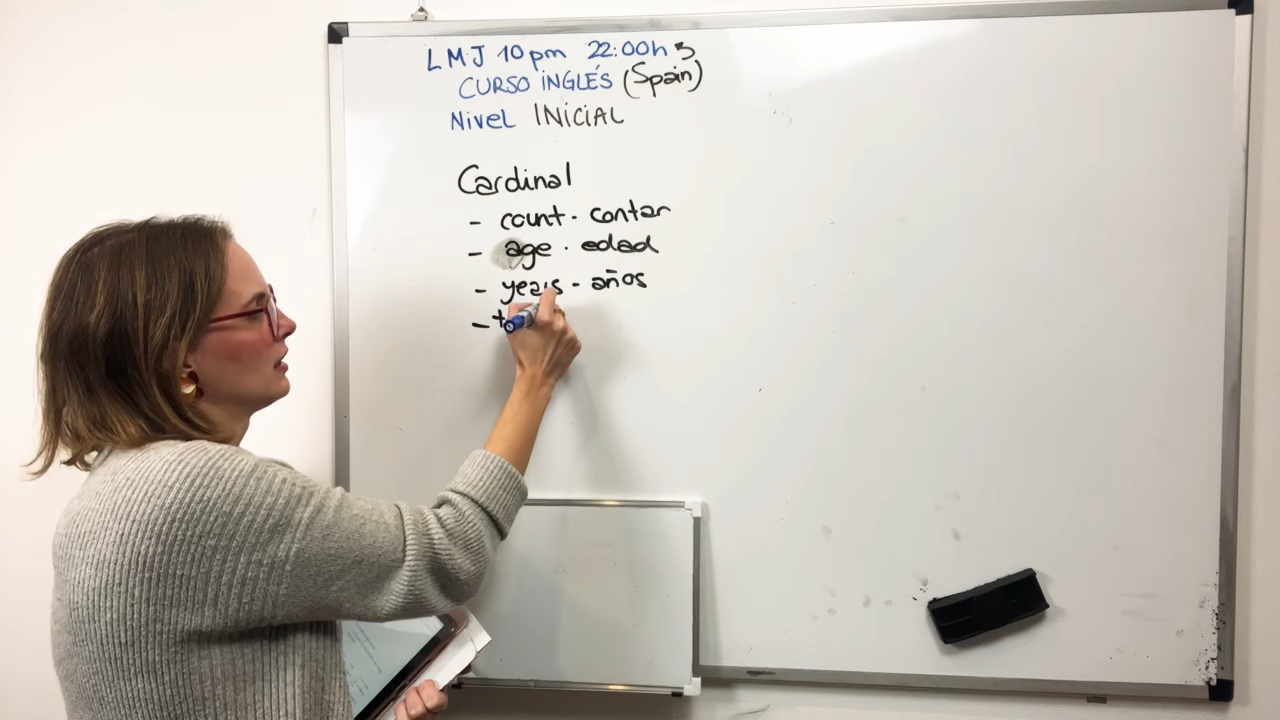 LMJ 10pm 22:00h
CURSO INGLÉS (Spain)
Nivel INICIAL
Cardinal
- count · contar
- age · edad
- years - años
- t